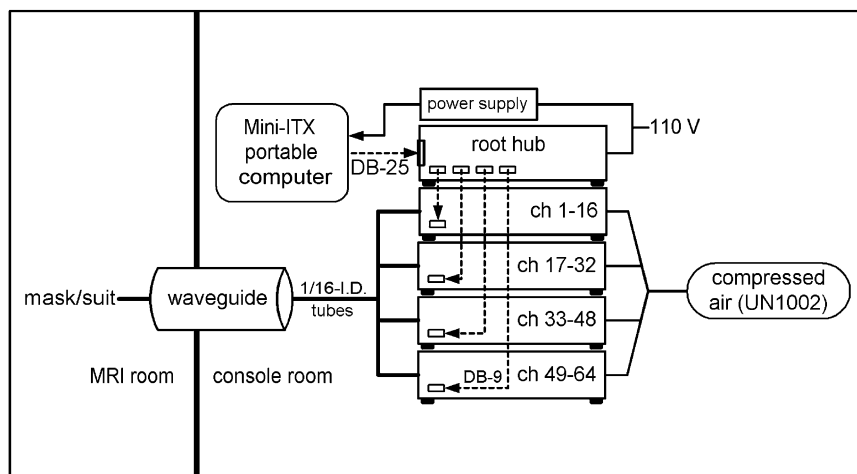 power supply
110 V
Mini-ITX
portable
computer
DB-25
root hub
ch 1-16
ch 17-32
ch 33-48
ch 49-64
DB-9
mask/suit
waveguide
1/16-I.D.
tubes
compressed
air (UN1002)
MRI room
console room